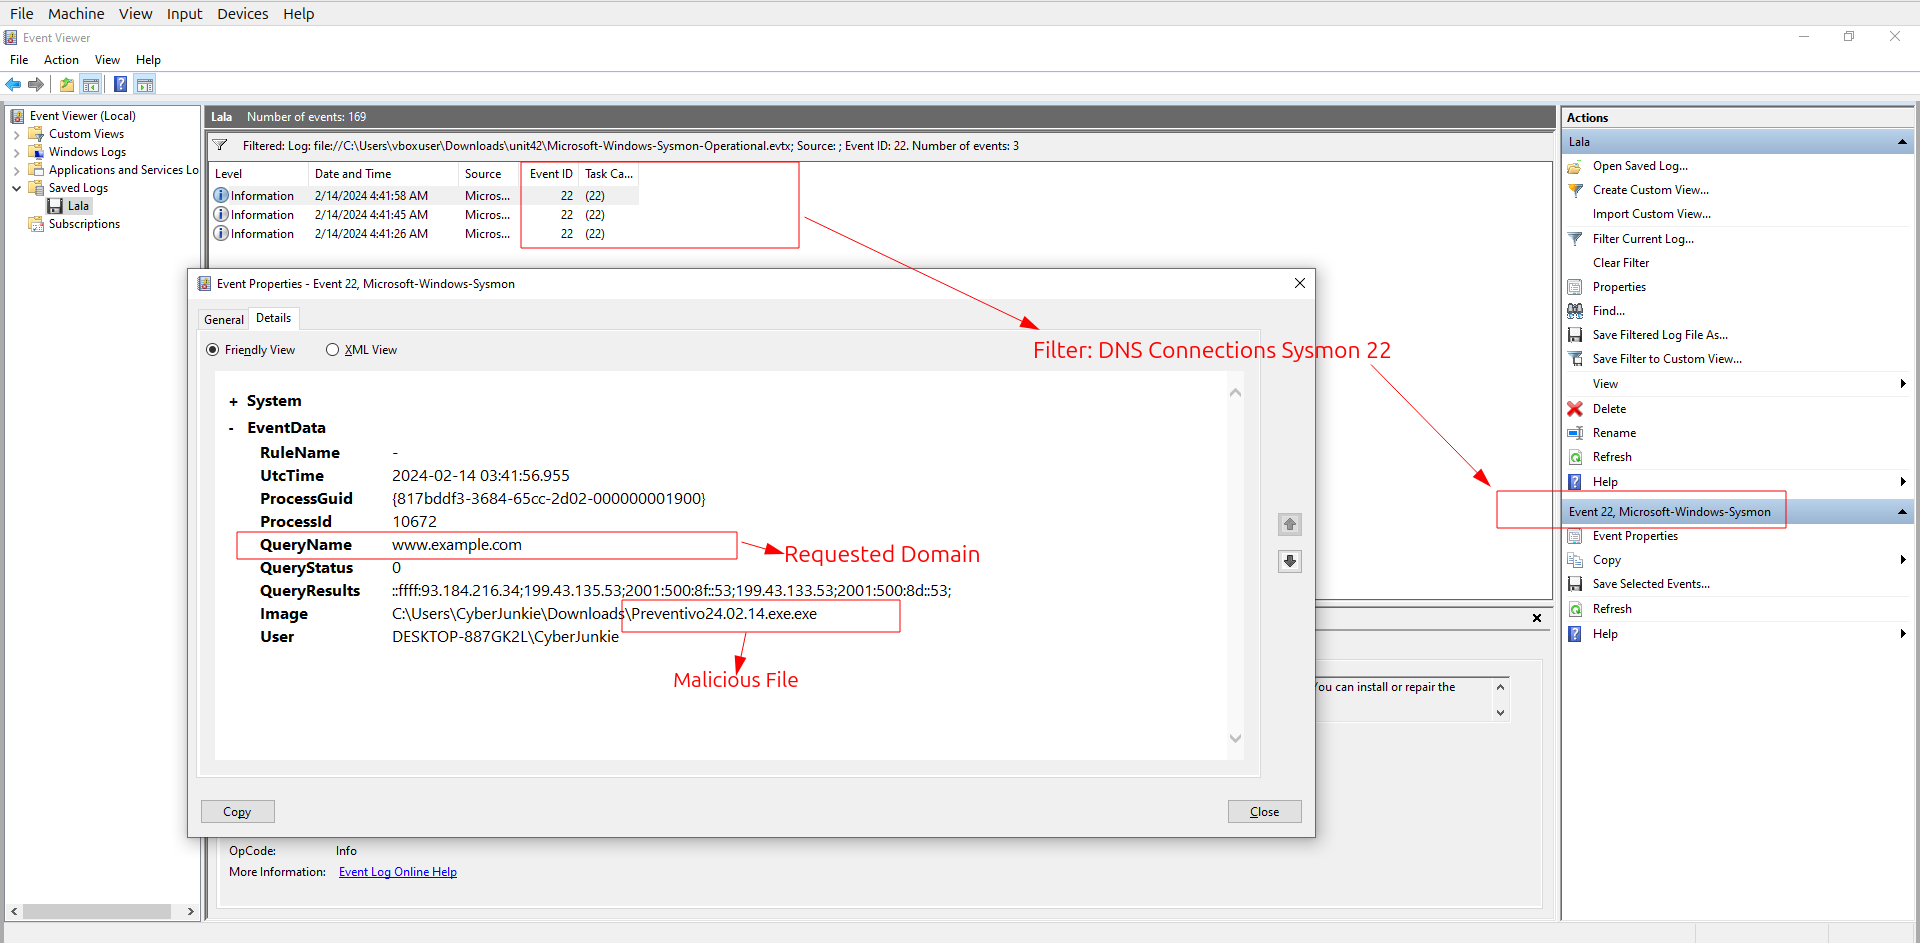 File Machine View Input Devices Help
Event Viewer
File Action View Help
Event Viewer (Local)
Custom Views
Windows Logs
Applications and Services Lo
Saved Logs
Lala
Subscriptions
Lala Number of events: 169
Filtered: Log: file://C:\Users\vboxuser\Downloads\unit42\Microsoft-Windows-Sysmon-Operational.evtx; Source: ; Event ID: 22. Number of events: 3
Level Date and Time Source Event ID Task Ca...
Information 2/14/2024 4:41:58 AM Micros... 22 (22)
Information 2/14/2024 4:41:45 AM Micros... 22 (22)
Information 2/14/2024 4:41:26 AM Micros... 22 (22)
Event Properties - Event 22, Microsoft-Windows-Sysmon
General Details
Friendly View XML View
+ System
- EventData
RuleName -
UtcTime 2024-02-14 03:41:56.955
ProcessGuid {817bddf3-3684-65cc-2d02-000000001900}
ProcessId 10672
QueryName www.example.com
QueryStatus 0
QueryResults ::ffff:93.184.216.34;199.43.135.53;2001:500:8f::53;199.43.133.53;2001:500:8d::53;
Image C:\Users\CyberJunkie\Downloads\Preventivo24.02.14.exe.exe
User DESKTOP-887GK2L\CyberJunkie
Requested Domain
Malicious File
Filter: DNS Connections Sysmon 22
Copy Close
You can install or repair the
OpCode: Info
More Information: Event Log Online Help
Actions
Lala
Open Saved Log...
Create Custom View...
Import Custom View...
Filter Current Log...
Clear Filter
Properties
Find...
Save Filtered Log File As...
Save Filter to Custom View...
View
Delete
Rename
Refresh
Help
Event 22, Microsoft-Windows-Sysmon
Event Properties
Copy
Save Selected Events...
Refresh
Help